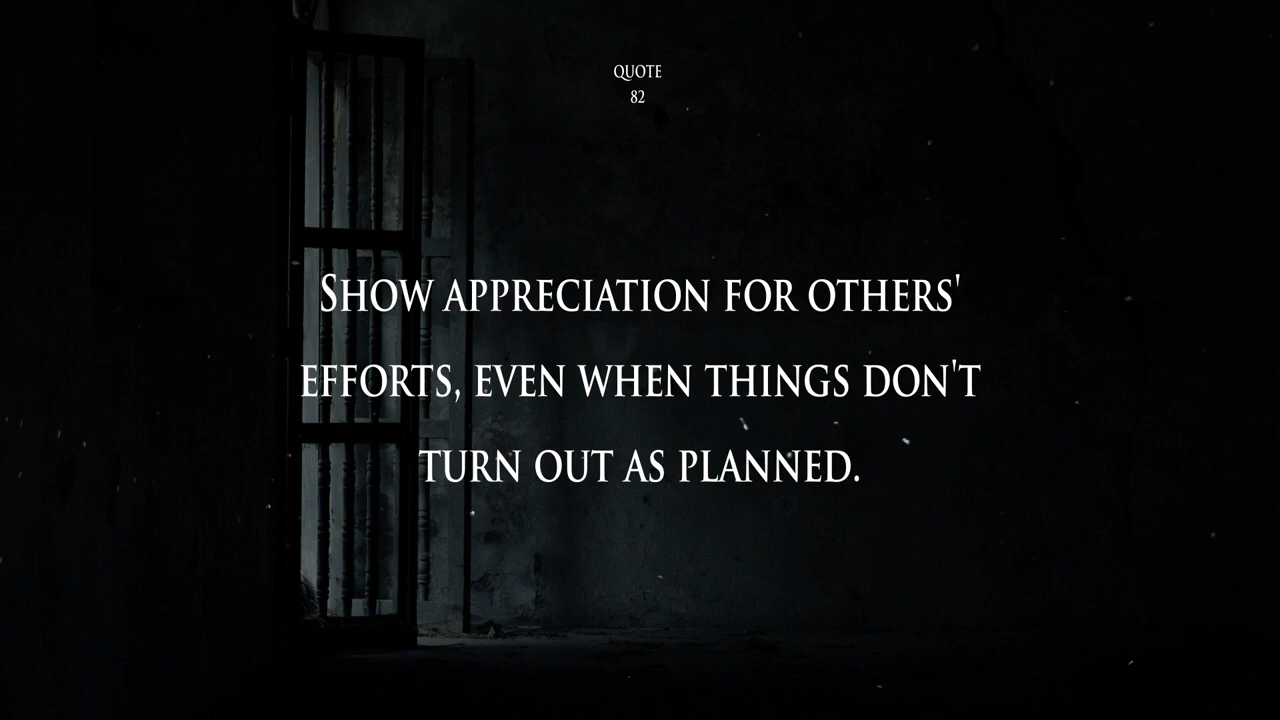 QUOTE
82
Show appreciation for others'
efforts, even when things don't
turn out as planned.